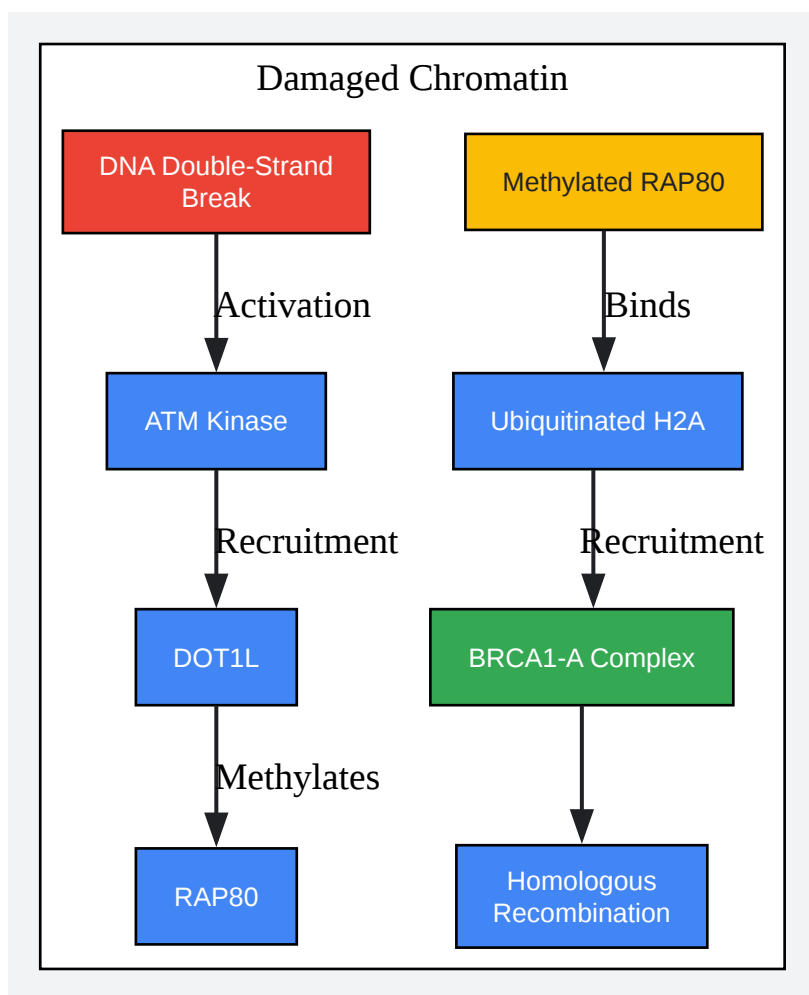 Damaged Chromatin
DNA Double-Strand
Break
Activation
ATM Kinase
Recruitment
DOT1L
Methylates
RAP80
Methylated RAP80
Binds
Ubiquitinated H2A
Recruitment
BRCA1-A Complex
Homologous
Recombination